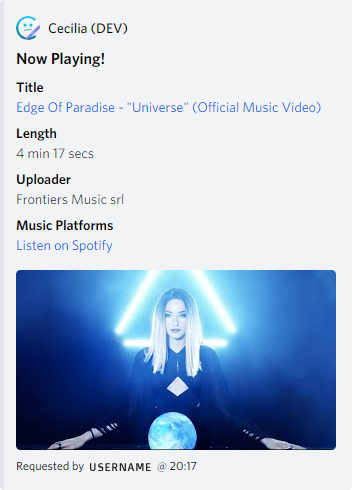 Cecilia (DEV)
Now Playing!
Title
Edge Of Paradise - "Universe" (Official Music Video)
Length
4 min 17 secs
Uploader
Frontiers Music srl
Music Platforms
Listen on Spotify
Requested by USERNAME @ 20:17